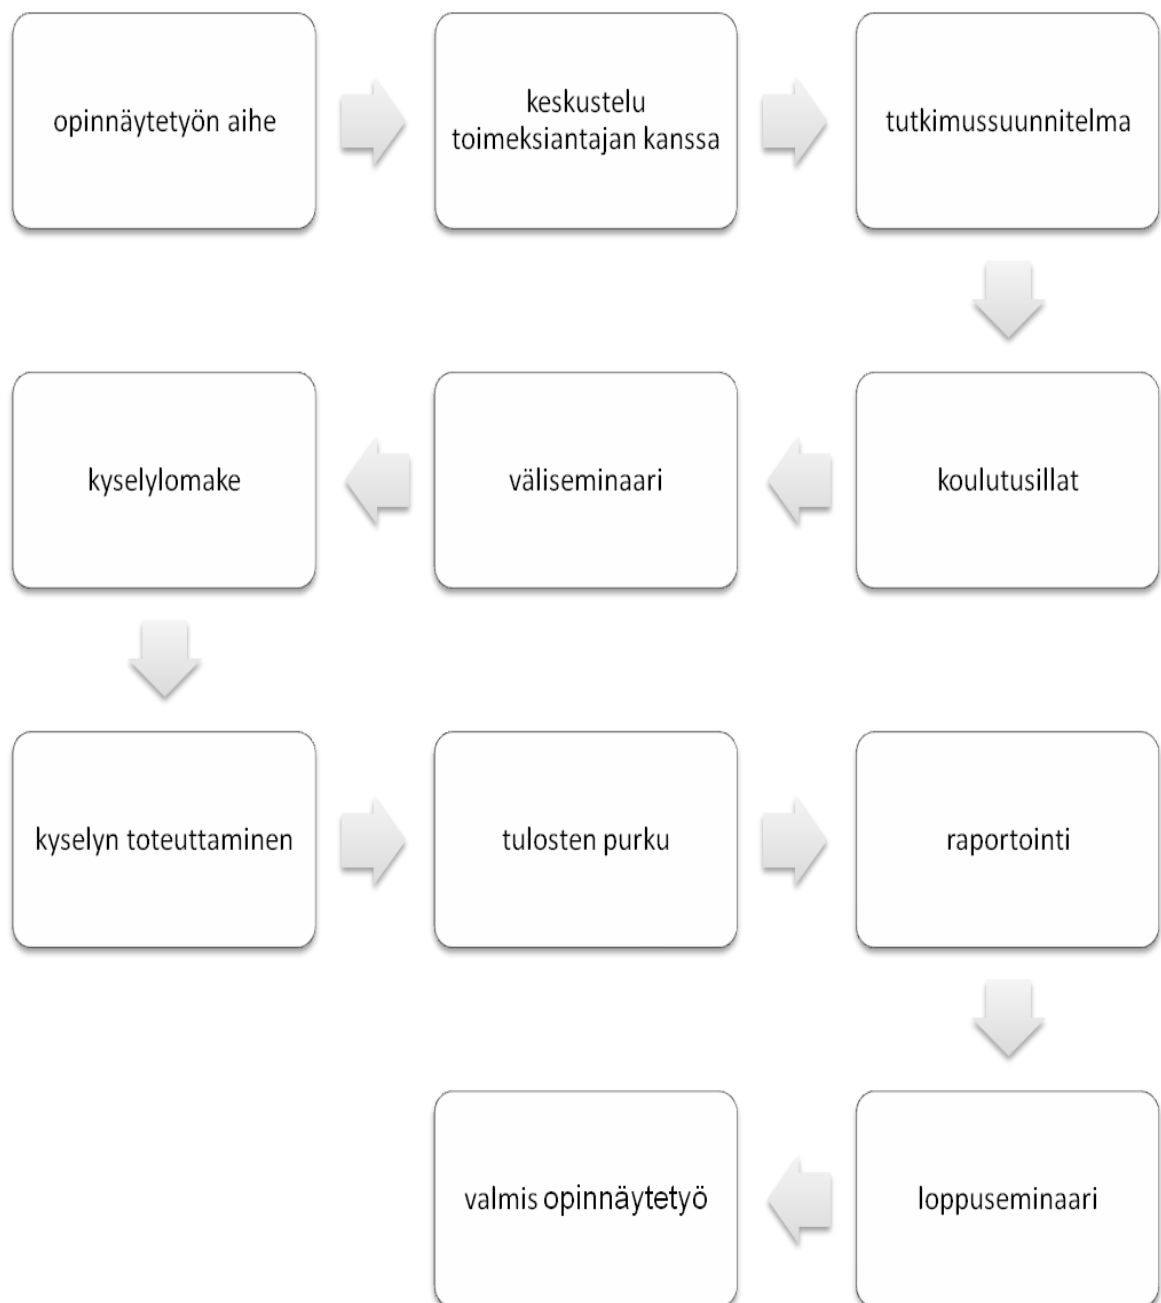 opinnäytetyön aihe
keskustelu
toimeksiantajan kanssa
tutkimussuunnitelma
koulutusillat
väliseminaari
kyselylomake
kyselyn toteuttaminen
tulosten purku
raportointi
loppuseminaari
valmis opinnäytetyö